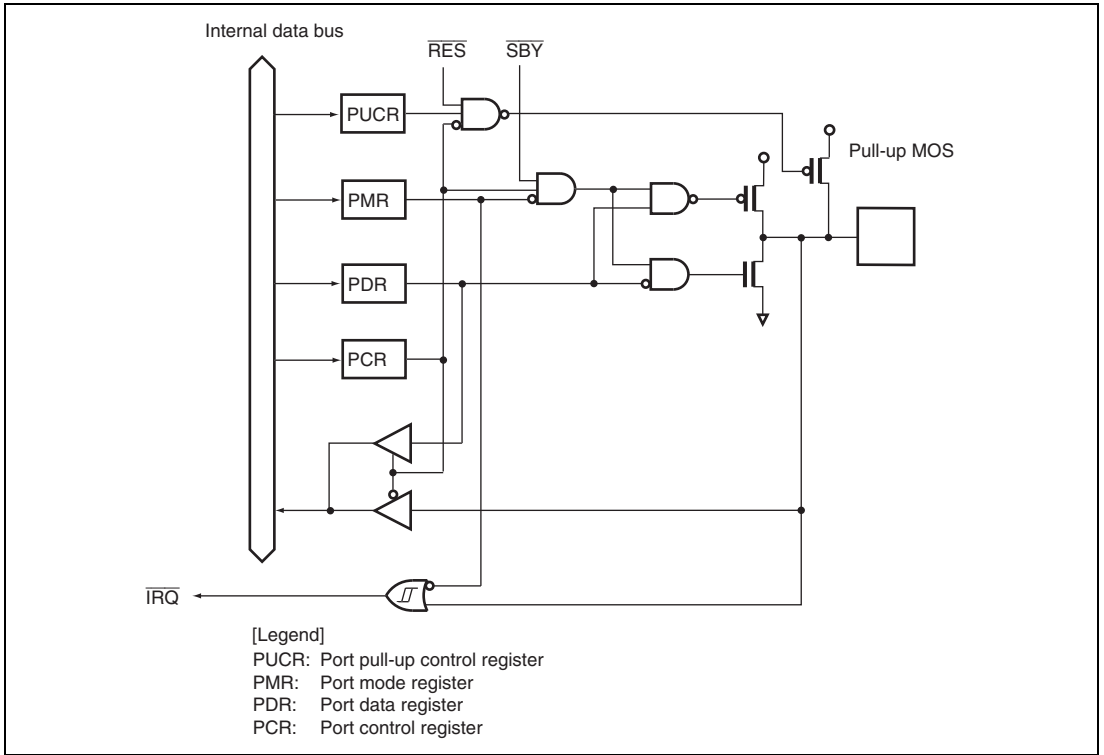 Internal data bus
RES
SBY
PUCR
Pull-up MOS
PMR
PDR
PCR
IRQ
[Legend]
PUCR: Port pull-up control register
PMR: Port mode register
PDR: Port data register
PCR: Port control register